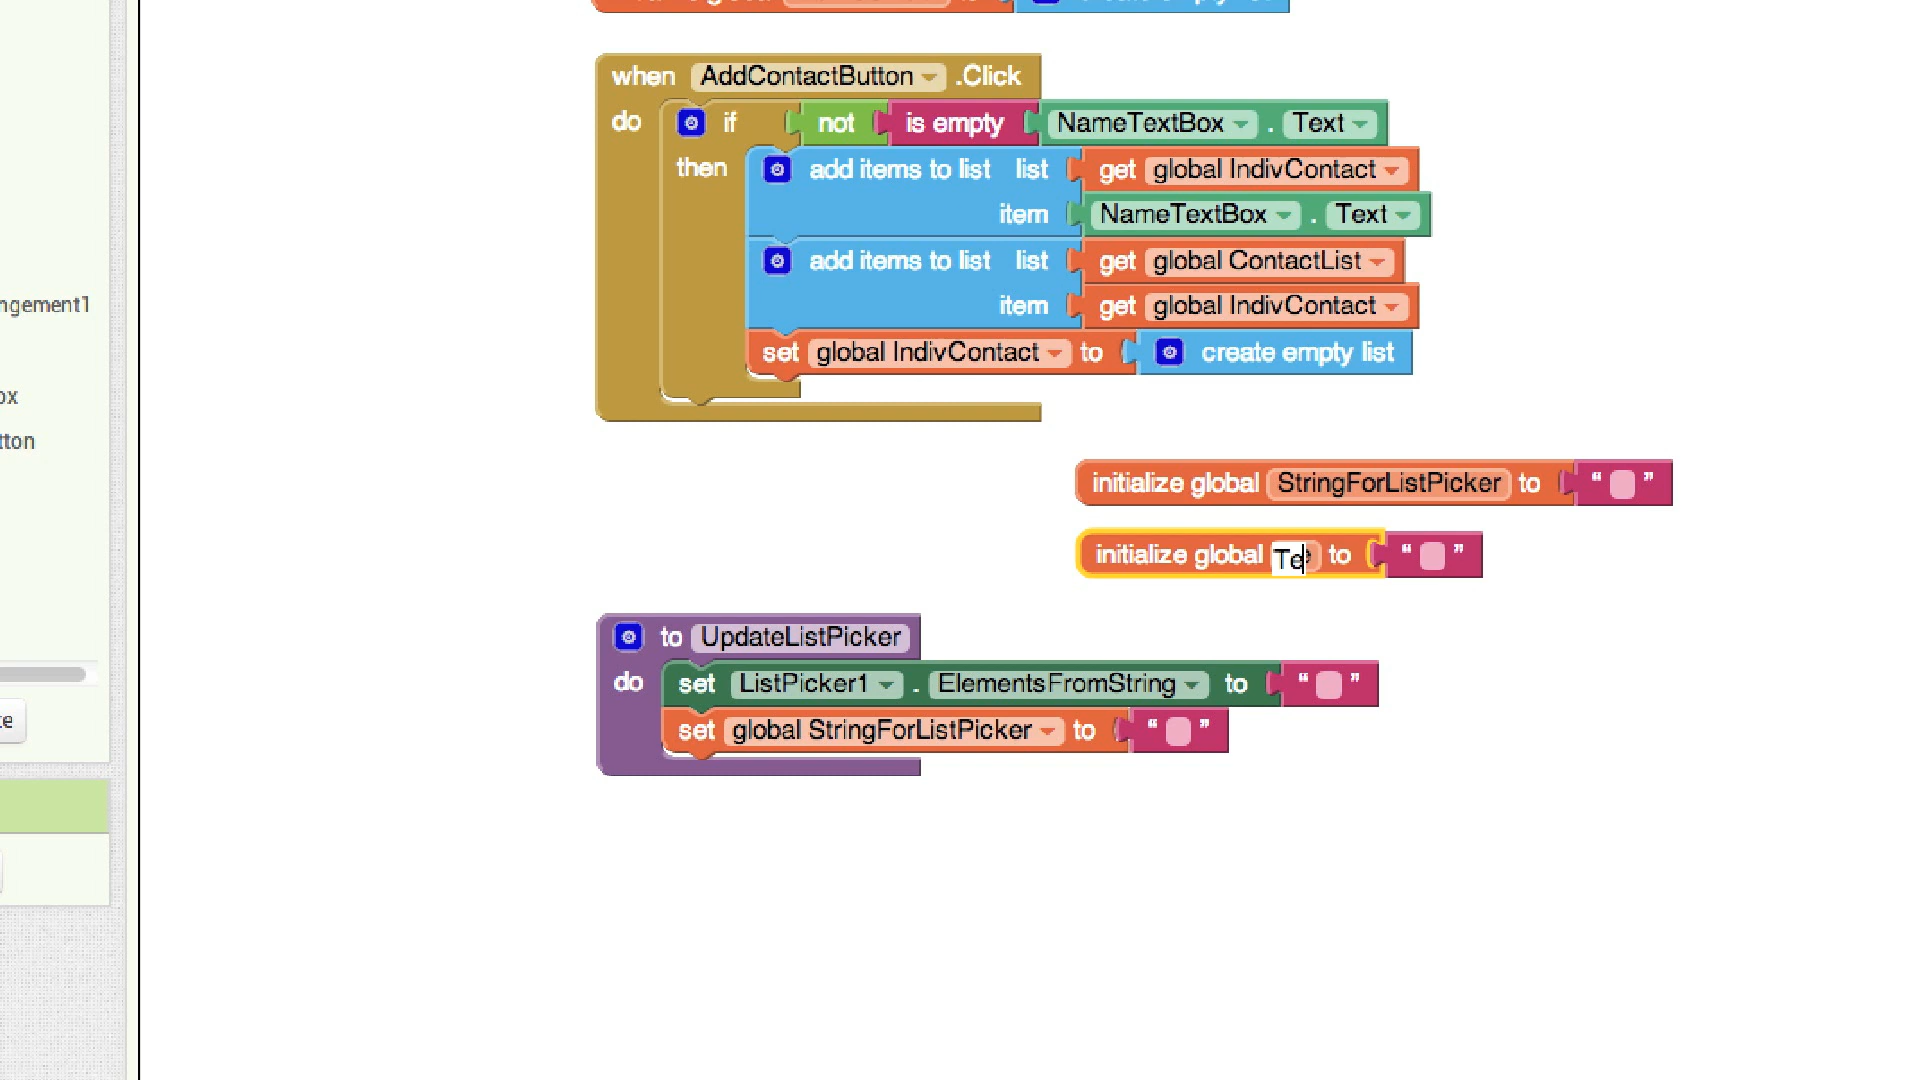 when AddContactButton .Click
do if not is empty NameTextBox . Text
then add items to list list get global IndivContact
item NameTextBox . Text
add items to list list get global ContactList
ngement1
item get global IndivContact
set global IndivContact to create empty list
ox
tton
initialize global StringForListPicker to “ ”
initialize global Te to “ ”
to UpdateListPicker
do set ListPicker1 . ElementsFromString to “ ”
te
set global StringForListPicker to “ ”